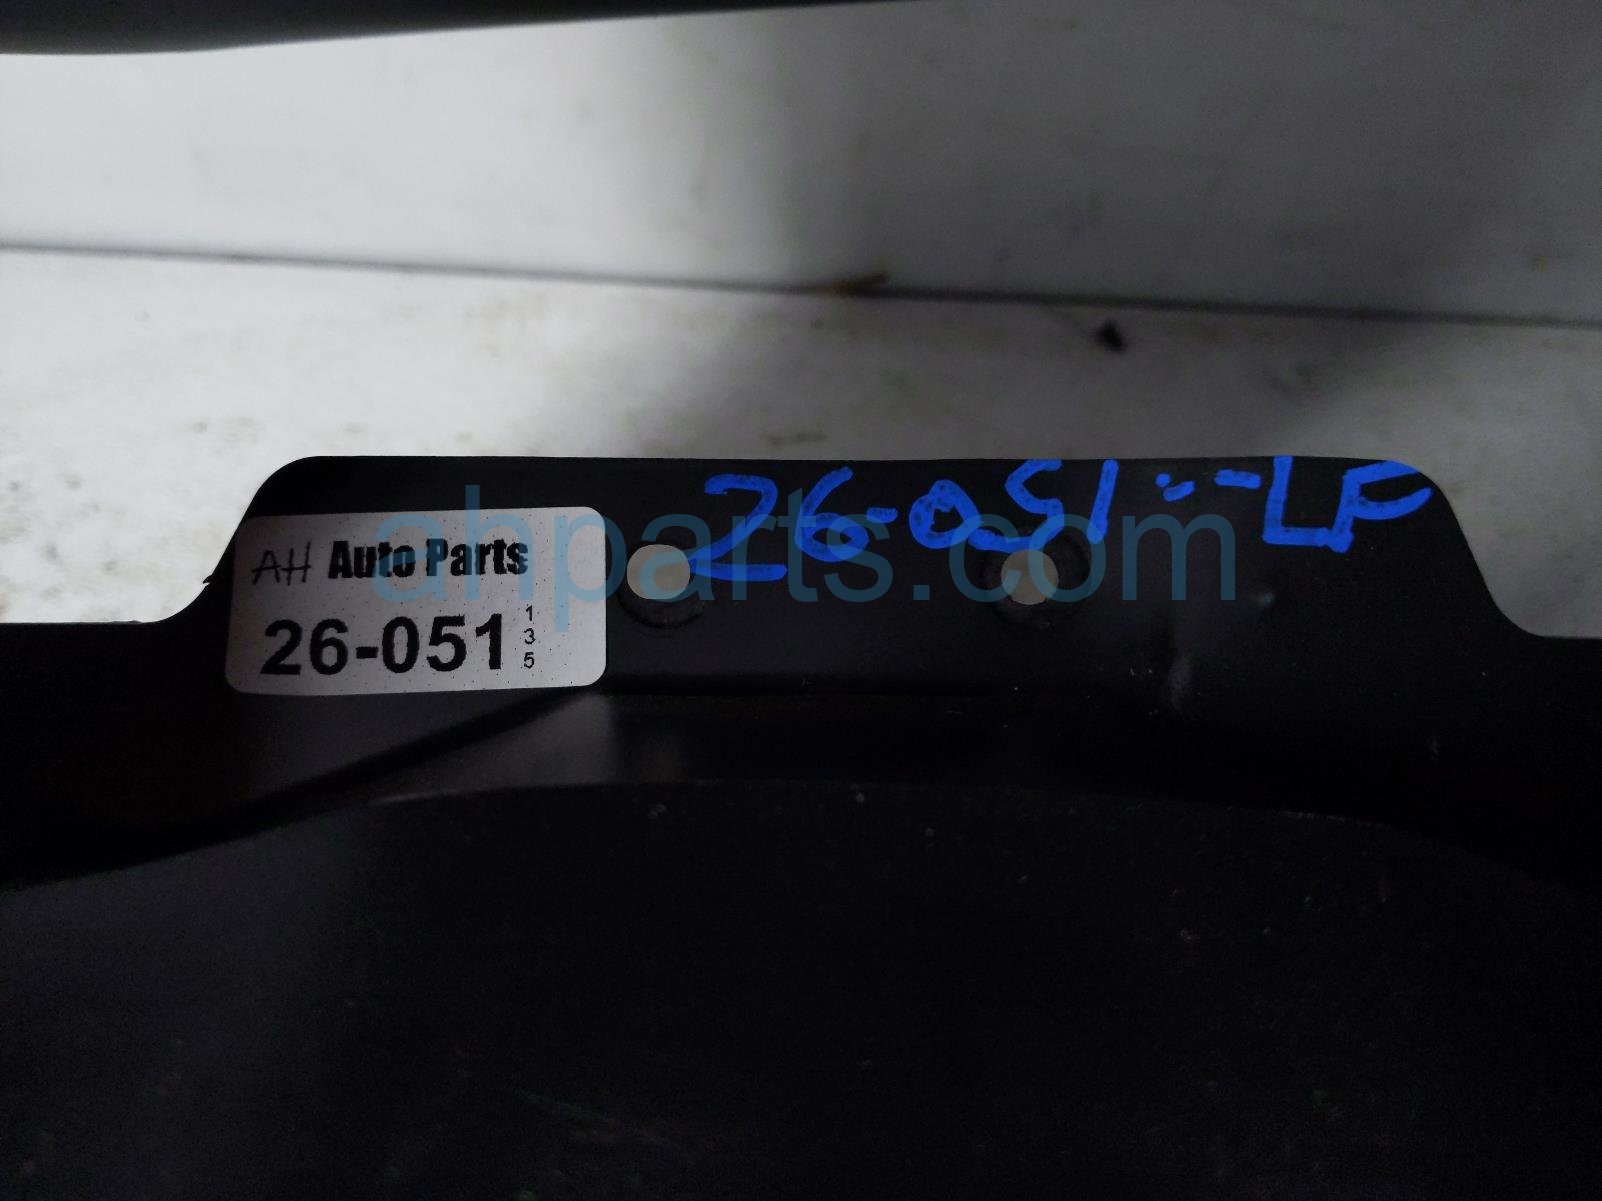 26-051--LF
AH Auto Parts
26-051
1
3
5
ahparts.com